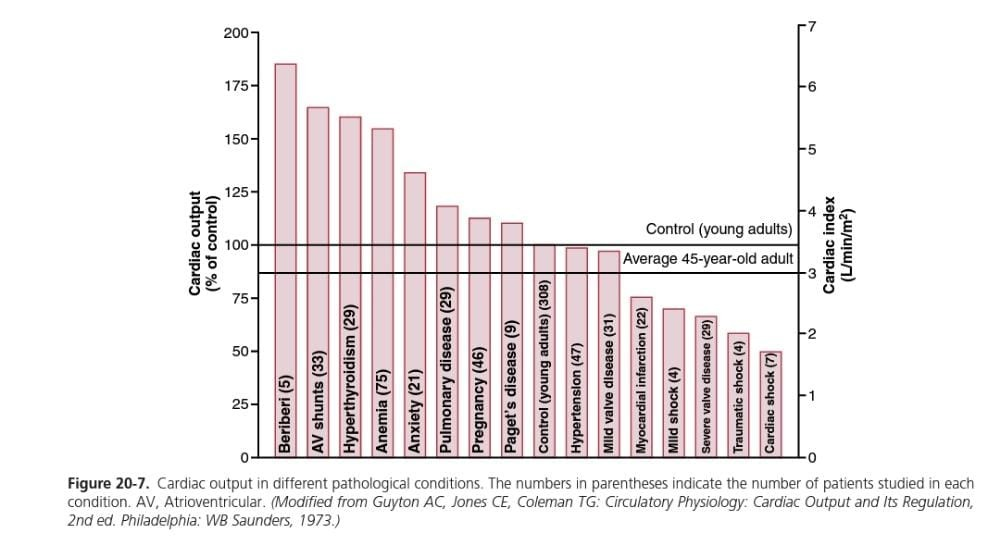 200
175
150
125
100
75
50
25
0
Cardiac output
(% of control)
Beriberi (5)
AV shunts (33)
Hyperthyroidism (29)
Anemia (75)
Anxiety (21)
Pulmonary disease (29)
Pregnancy (46)
Paget's disease (9)
Control (young adults) (308)
Hypertension (47)
Mild valve disease (31)
Myocardial infarction (22)
Mild shock (4)
Severe valve disease (29)
Traumatic shock (4)
Cardiac shock (7)
Control (young adults)
Average 45-year-old adult
7
6
5
4
3
2
1
0
Cardiac index
(L/min/m²)
Figure 20-7. Cardiac output in different pathological conditions. The numbers in parentheses indicate the number of patients studied in each
condition. AV, Atrioventricular. (Modified from Guyton AC, Jones CE, Coleman TG: Circulatory Physiology: Cardiac Output and Its Regulation,
2nd ed. Philadelphia: WB Saunders, 1973.)